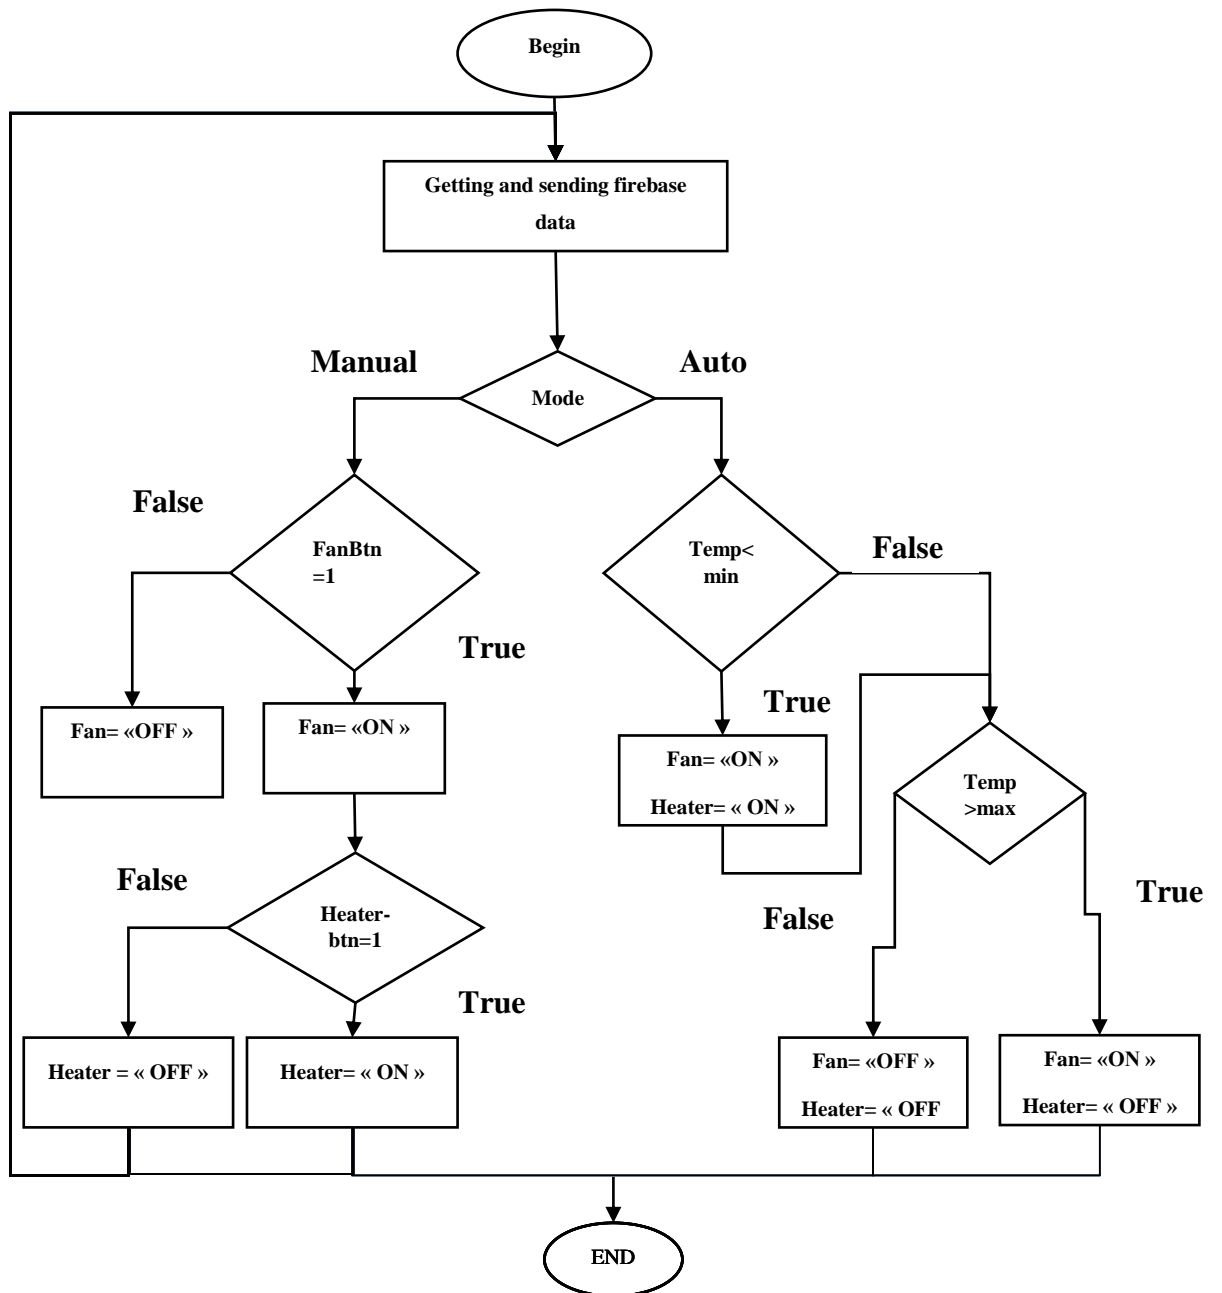 Begin
Getting and sending firebase
data
Manual
Auto
Mode
False
FanBtn
=1
True
Temp<
min
False
True
Fan= «OFF »
Fan= «ON »
Fan= «ON »
Heater= « ON »
Temp
>max
False
Heater-
btn=1
True
False
True
Heater = « OFF »
Heater= « ON »
Fan= «OFF »
Heater= « OFF
Fan= «ON »
Heater= « OFF »
END